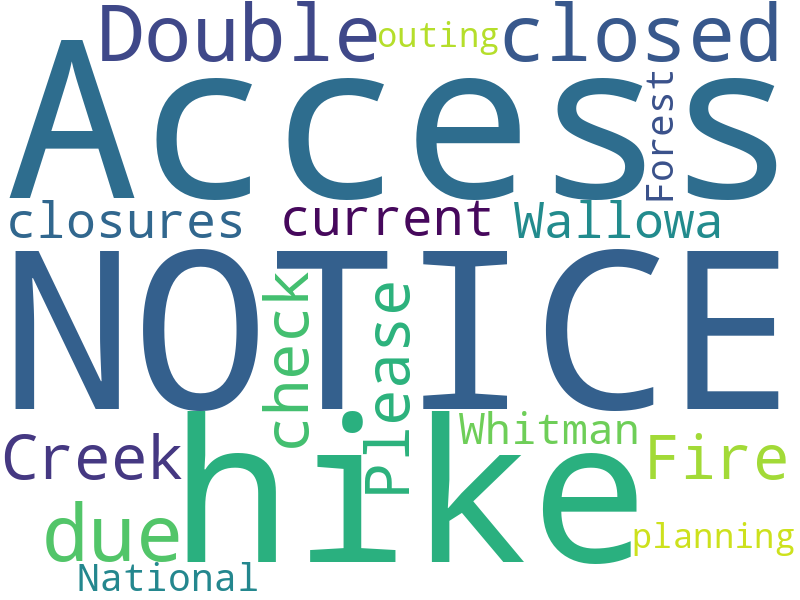 Double outing closed
Access
Forest
closures current Wallowa
NOTICE
check
Please
hike
Whitman
Creek
Fire
due
planning
National